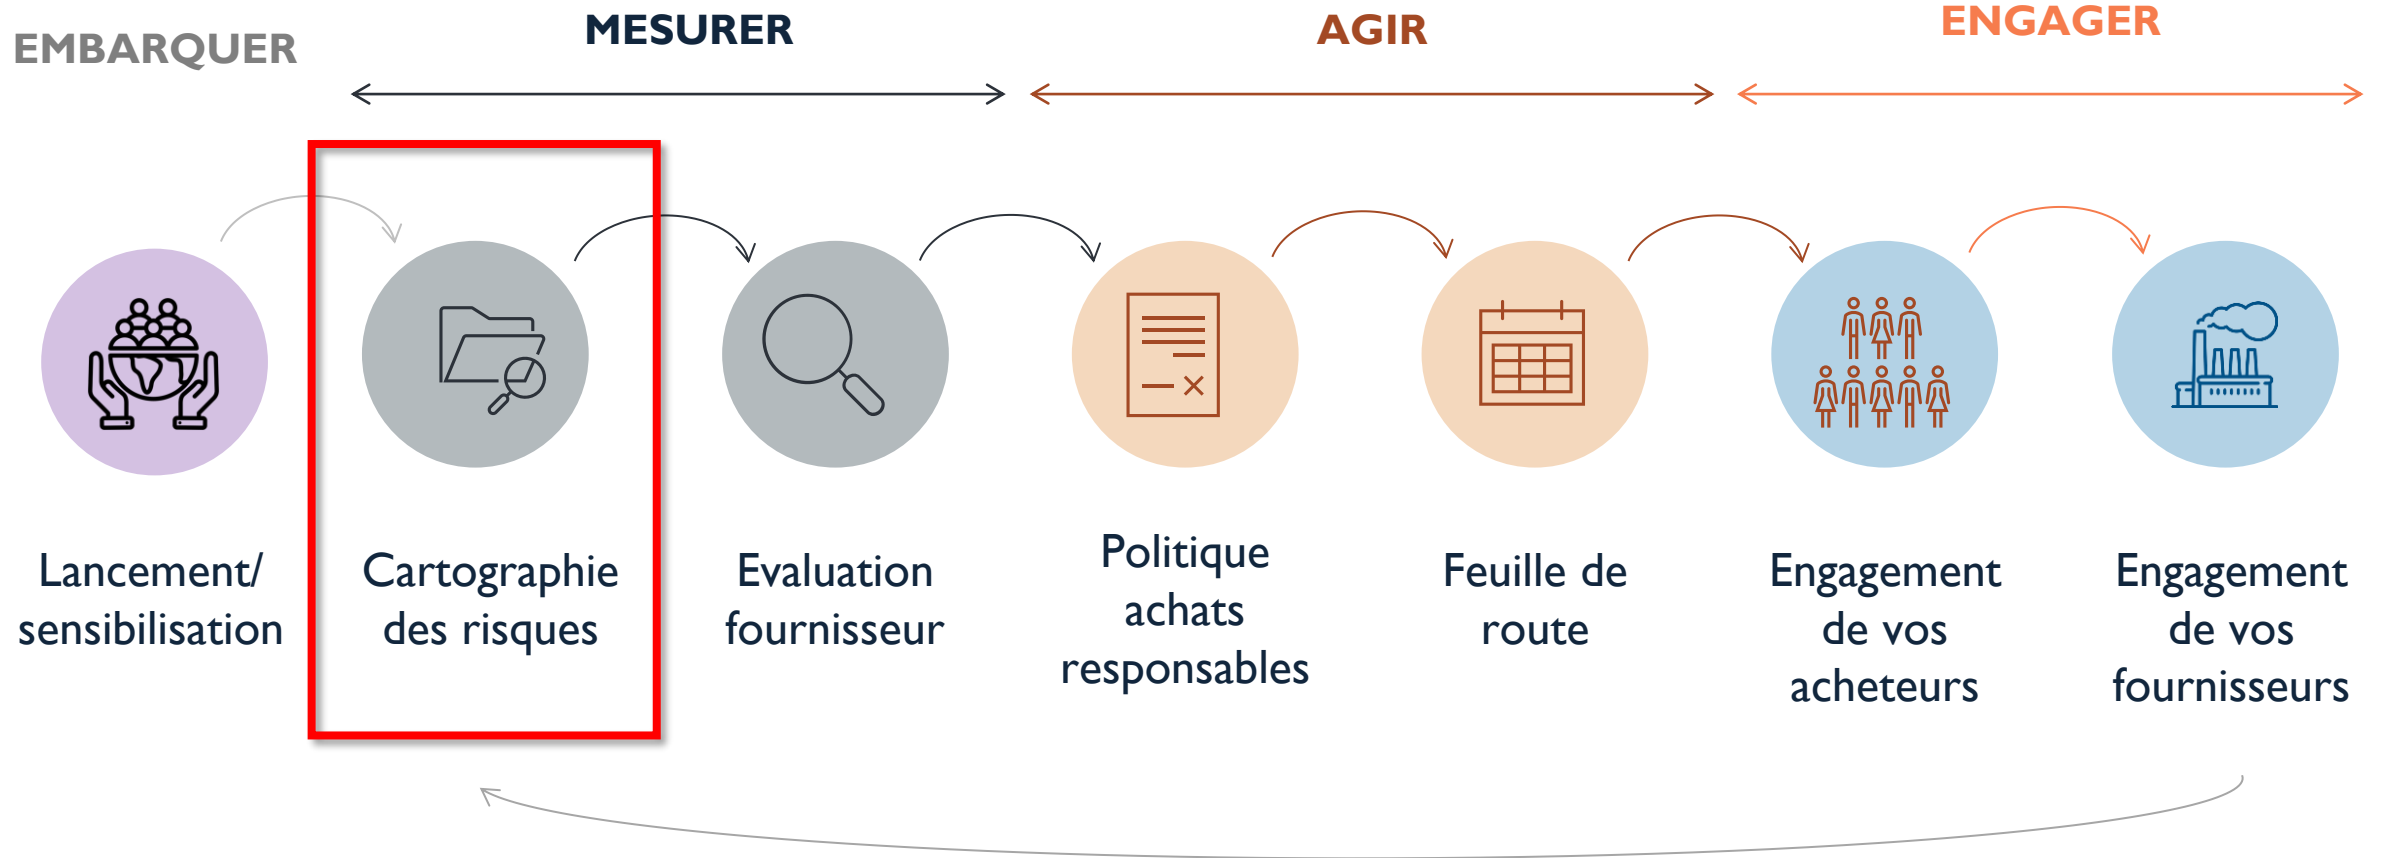 EMBARQUER
MESURER
AGIR
ENGAGER
Lancement/
sensibilisation
Cartographie
des risques
Evaluation
fournisseur
Politique
achats
responsables
Feuille de
route
Engagement
de vos
acheteurs
Engagement
de vos
fournisseurs